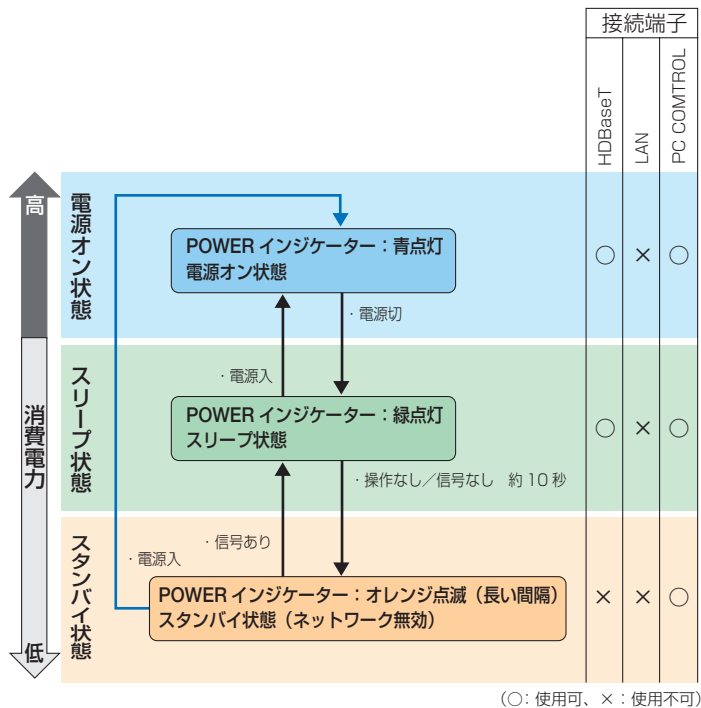 接続端子
HDBaseT
LAN
PC COMTROL
高
消費電力
低
電源オン状態
POWER インジケーター：青点灯
電源オン状態
○ × ○
・電源切
・電源入
スリープ状態
POWER インジケーター：緑点灯
スリープ状態
○ × ○
・操作なし／信号なし 約 10 秒
・信号あり
・電源入
スタンバイ状態
POWER インジケーター：オレンジ点滅（長い間隔）
スタンバイ状態（ネットワーク無効）
× × ○
（○：使用可、×：使用不可）